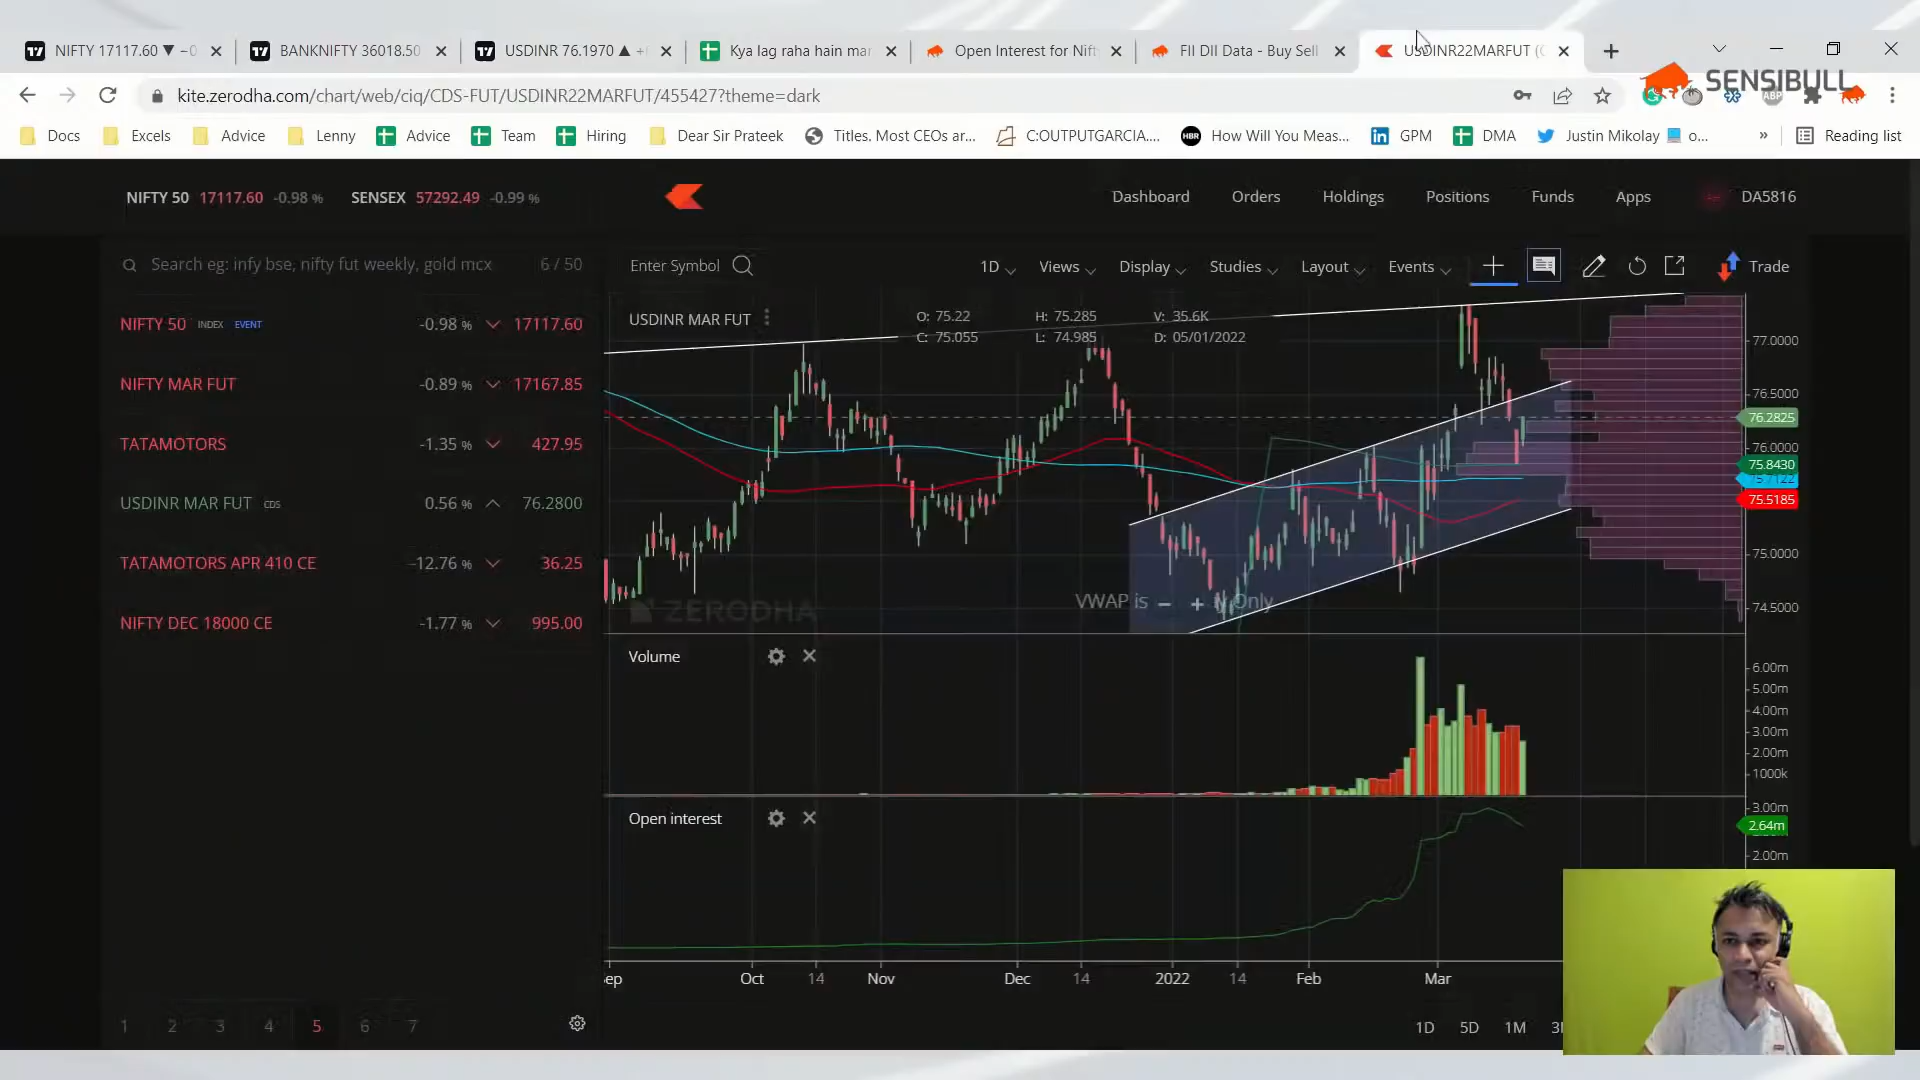 NIFTY 17117.60 ▼ −0
BANKNIFTY 36018.50
USDINR 76.1970 ▲ +
Kya lag raha hain mar
Open Interest for Nift
FII DII Data - Buy Sell
USDINR22MARFUT (C
SENSIBULL
kite.zerodha.com/chart/web/ciq/CDS-FUT/USDINR22MARFUT/455427?theme=dark
Docs
Excels
Advice
Lenny
Advice
Team
Hiring
Dear Sir Prateek
Titles. Most CEOs ar...
C:OUTPUTGARCIA....
HBR
How Will You Meas...
GPM
DMA
Justin Mikolay 💻 o...
»
Reading list
NIFTY 50 17117.60 -0.98 %
SENSEX 57292.49 -0.99 %
Dashboard
Orders
Holdings
Positions
Funds
Apps
DA5816
Search eg: infy bse, nifty fut weekly, gold mcx
6 / 50
NIFTY 50 INDEX EVENT -0.98 % 17117.60
NIFTY MAR FUT -0.89 % 17167.85
TATAMOTORS -1.35 % 427.95
USDINR MAR FUT CDS 0.56 % 76.2800
TATAMOTORS APR 410 CE -12.76 % 36.25
NIFTY DEC 18000 CE -1.77 % 995.00
1 2 3 4 5 6 7
Enter Symbol
1D
Views
Display
Studies
Layout
Events
Trade
USDINR MAR FUT
O: 75.22 H: 75.285 V: 35.6K
C: 75.055 L: 74.985 D: 05/01/2022
77.0000
76.5000
76.2825
76.0000
75.8430
75.7122
75.5185
75.0000
74.5000
VWAP is
Only
ZERODHA
Volume
6.00m
5.00m
4.00m
3.00m
2.00m
1000k
Open interest
3.00m
2.64m
2.00m
ep Oct 14 Nov Dec 14 2022 14 Feb Mar
1D 5D 1M